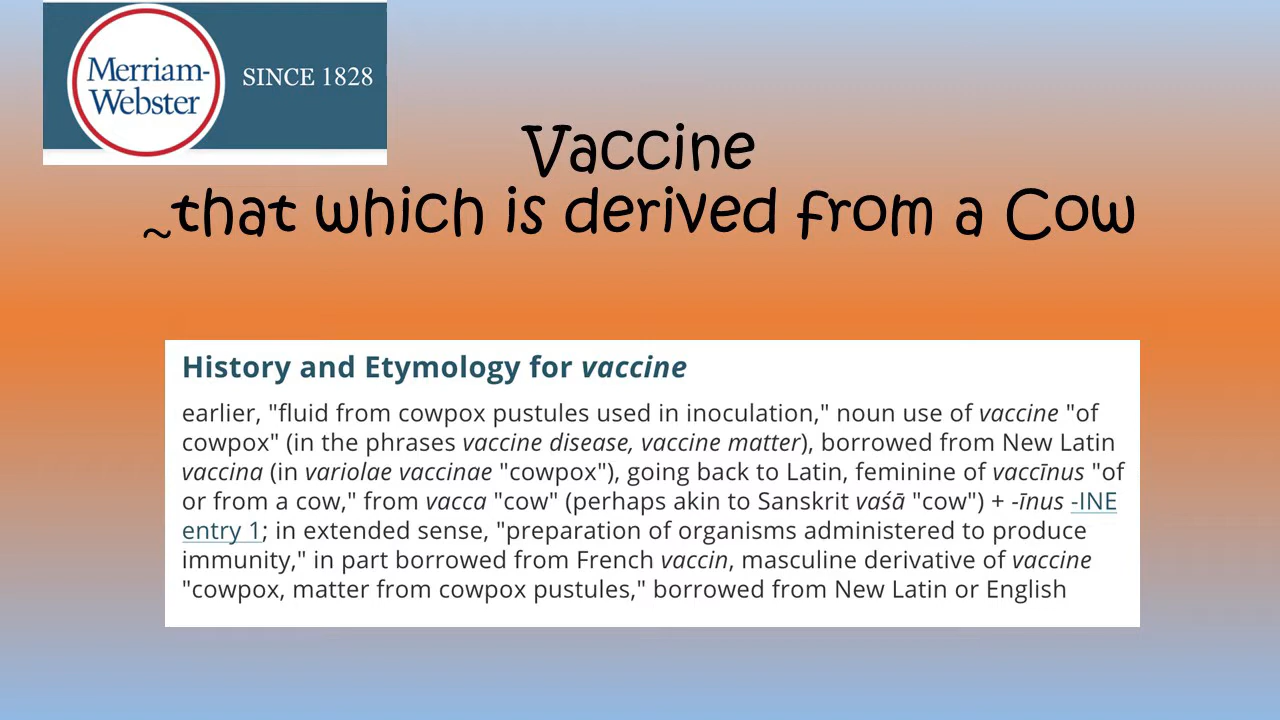 Merriam-
Webster
SINCE 1828
Vaccine
~that which is derived from a Cow
History and Etymology for vaccine
earlier, "fluid from cowpox pustules used in inoculation," noun use of vaccine "of
cowpox" (in the phrases vaccine disease, vaccine matter), borrowed from New Latin
vaccina (in variolae vaccinae "cowpox"), going back to Latin, feminine of vaccīnus "of
or from a cow," from vacca "cow" (perhaps akin to Sanskrit vaśā "cow") + -īnus -INE
entry 1; in extended sense, "preparation of organisms administered to produce
immunity," in part borrowed from French vaccin, masculine derivative of vaccine
"cowpox, matter from cowpox pustules," borrowed from New Latin or English